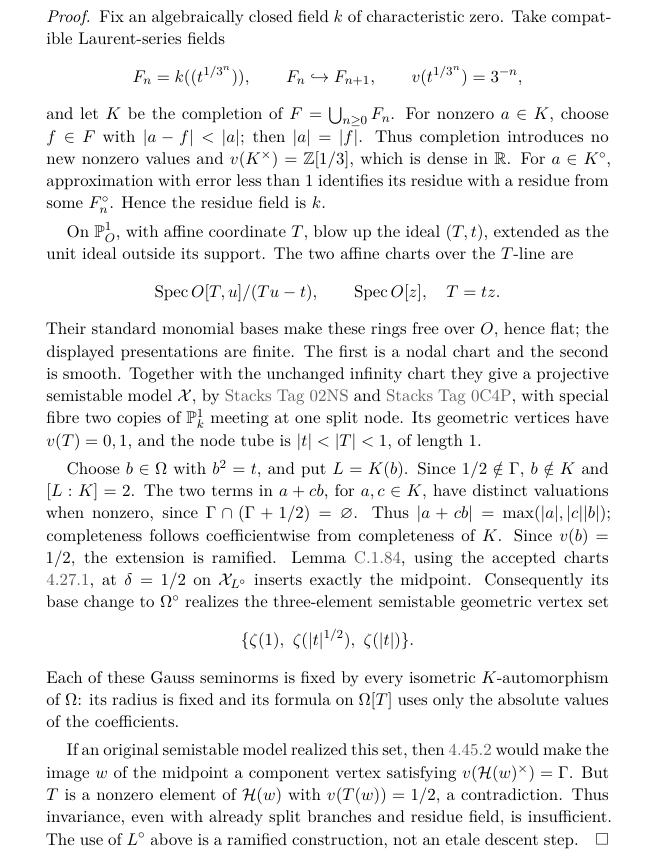 Proof. Fix an algebraically closed field k of characteristic zero. Take compat-
ible Laurent-series fields
Fₙ = k((t^{1/3ⁿ})), Fₙ ↪ Fₙ₊₁, v(t^{1/3ⁿ}) = 3⁻ⁿ,
and let K be the completion of F = ⋃ₙ≥₀ Fₙ. For nonzero a ∈ K, choose
f ∈ F with |a − f| < |a|; then |a| = |f|. Thus completion introduces no
new nonzero values and v(K^×) = ℤ[1/3], which is dense in ℝ. For a ∈ K°,
approximation with error less than 1 identifies its residue with a residue from
some Fₙ°. Hence the residue field is k.
On ℙ¹_O, with affine coordinate T, blow up the ideal (T, t), extended as the
unit ideal outside its support. The two affine charts over the T-line are
Spec O[T, u]/(Tu − t), Spec O[z], T = tz.
Their standard monomial bases make these rings free over O, hence flat; the
displayed presentations are finite. The first is a nodal chart and the second
is smooth. Together with the unchanged infinity chart they give a projective
semistable model 𝒳, by Stacks Tag 02NS and Stacks Tag 0C4P, with special
fibre two copies of ℙ¹_k meeting at one split node. Its geometric vertices have
v(T) = 0, 1, and the node tube is |t| < |T| < 1, of length 1.
Choose b ∈ Ω with b² = t, and put L = K(b). Since 1/2 ∉ Γ, b ∉ K and
[L : K] = 2. The two terms in a + cb, for a, c ∈ K, have distinct valuations
when nonzero, since Γ ∩ (Γ + 1/2) = ∅. Thus |a + cb| = max(|a|, |c||b|);
completeness follows coefficientwise from completeness of K. Since v(b) =
1/2, the extension is ramified. Lemma C.1.84, using the accepted charts
4.27.1, at δ = 1/2 on 𝒳_{L°} inserts exactly the midpoint. Consequently its
base change to Ω° realizes the three-element semistable geometric vertex set
{ζ(1), ζ(|t|^{1/2}), ζ(|t|)}.
Each of these Gauss seminorms is fixed by every isometric K-automorphism
of Ω: its radius is fixed and its formula on Ω[T] uses only the absolute values
of the coefficients.
If an original semistable model realized this set, then 4.45.2 would make the
image w of the midpoint a component vertex satisfying v(ℋ(w)^×) = Γ. But
T is a nonzero element of ℋ(w) with v(T(w)) = 1/2, a contradiction. Thus
invariance, even with already split branches and residue field, is insufficient.
The use of L° above is a ramified construction, not an etale descent step. □